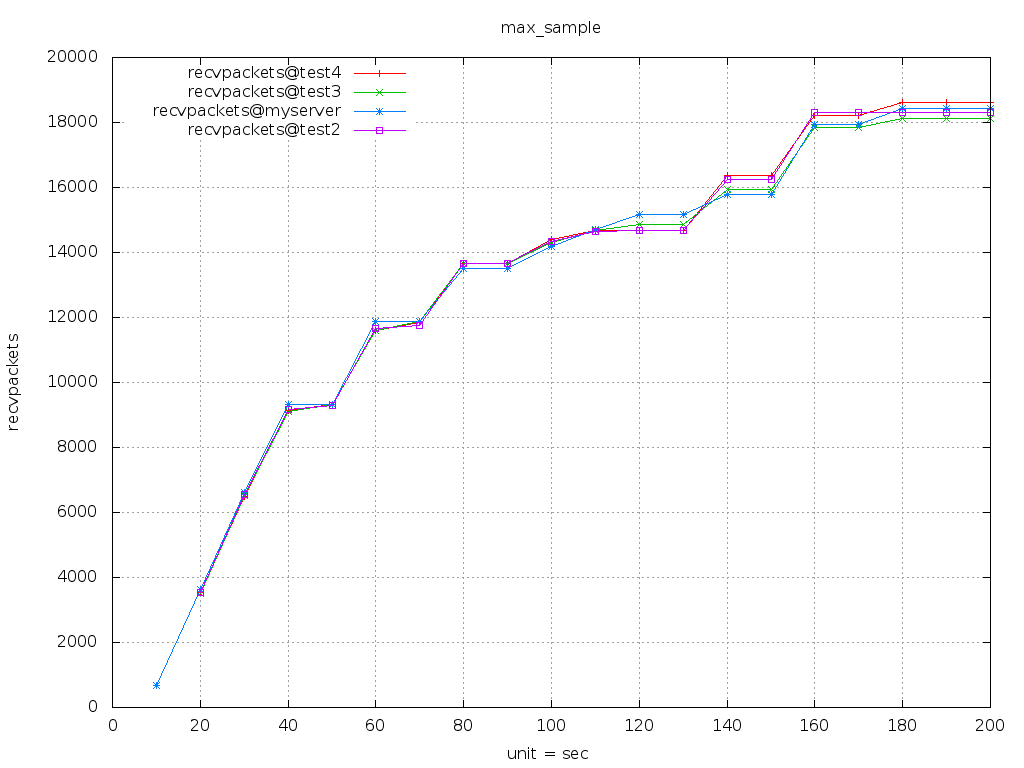 max_sample
20000
18000
16000
14000
12000
10000
8000
6000
4000
2000
0
recvpackets@test4
recvpackets@test3
recvpackets@myserver
recvpackets@test2
recvpackets
0 20 40 60 80 100 120 140 160 180 200
unit = sec